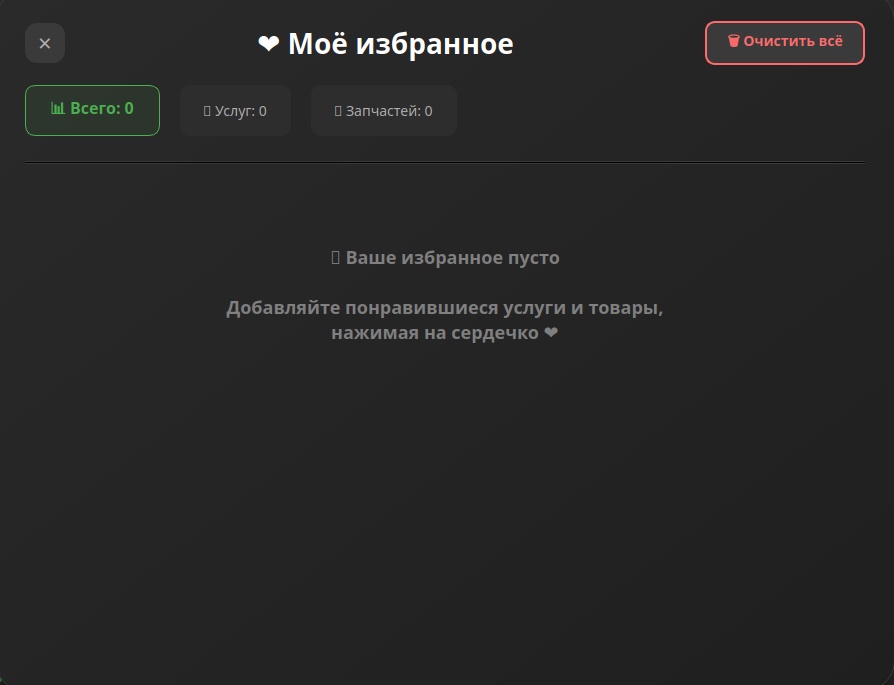 ✕
❤ Моё избранное
🗑 Очистить всё
📊 Всего: 0
▯ Услуг: 0
▯ Запчастей: 0
▯ Ваше избранное пусто
Добавляйте понравившиеся услуги и товары,
нажимая на сердечко ❤